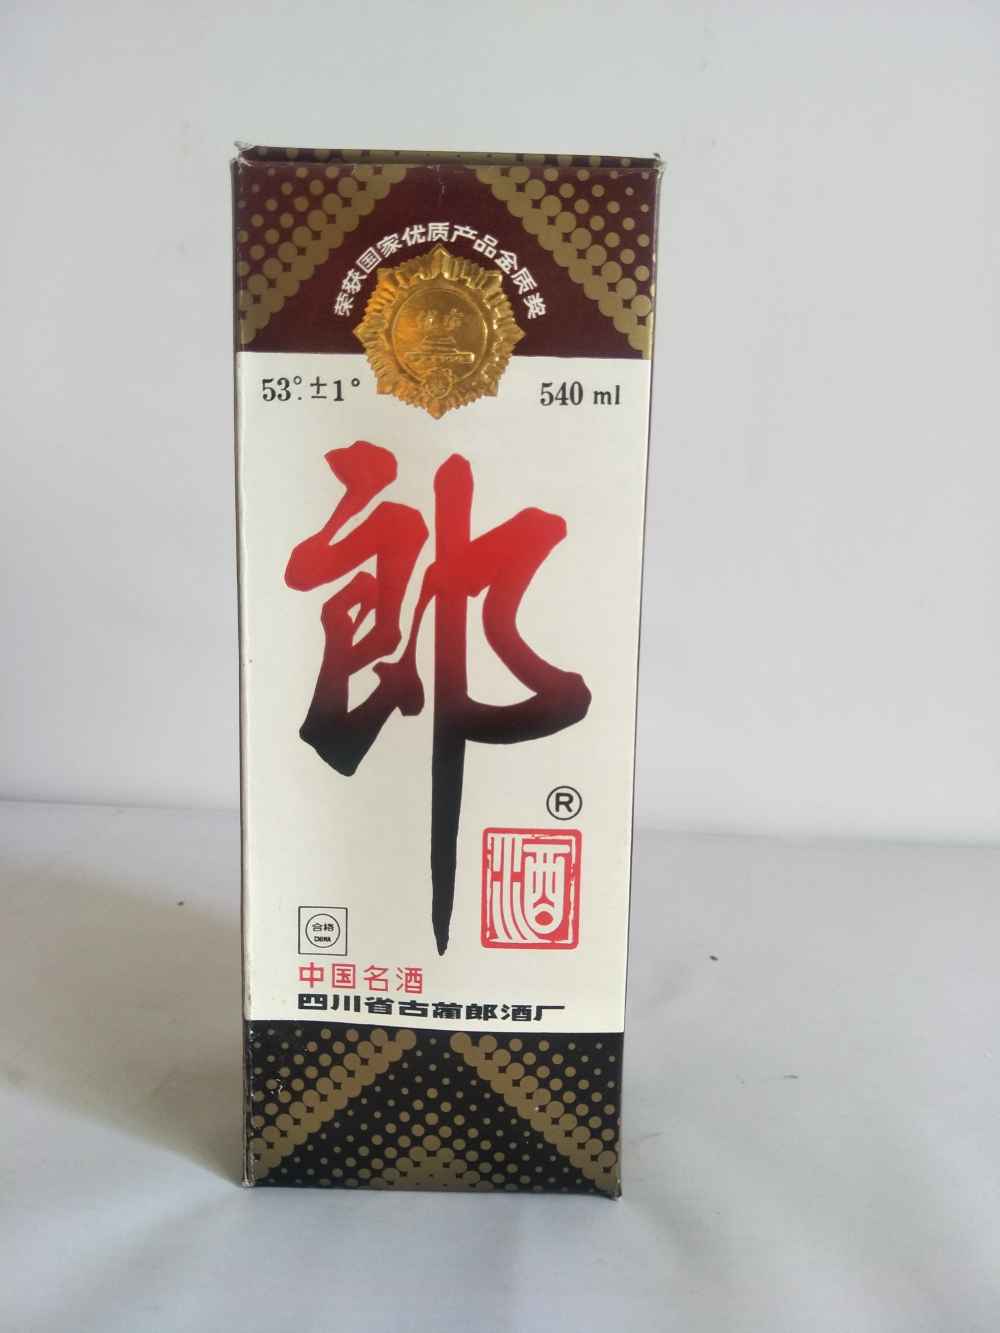 荣获国家优质产品金质奖
53°.±1°
540 ml
郎
®
酒
合格
CHINA
中国名酒
四川省古蔺郎酒厂